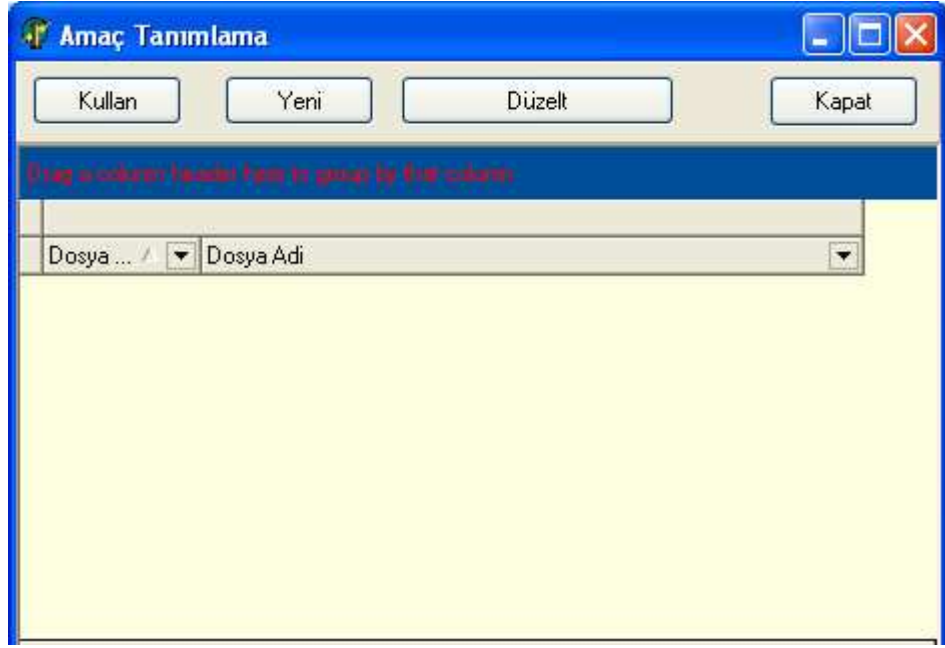 Amaç Tanımlama
Kullan Yeni Düzelt Kapat
Drag a column header here to group by that column
Dosya ... Dosya Adi